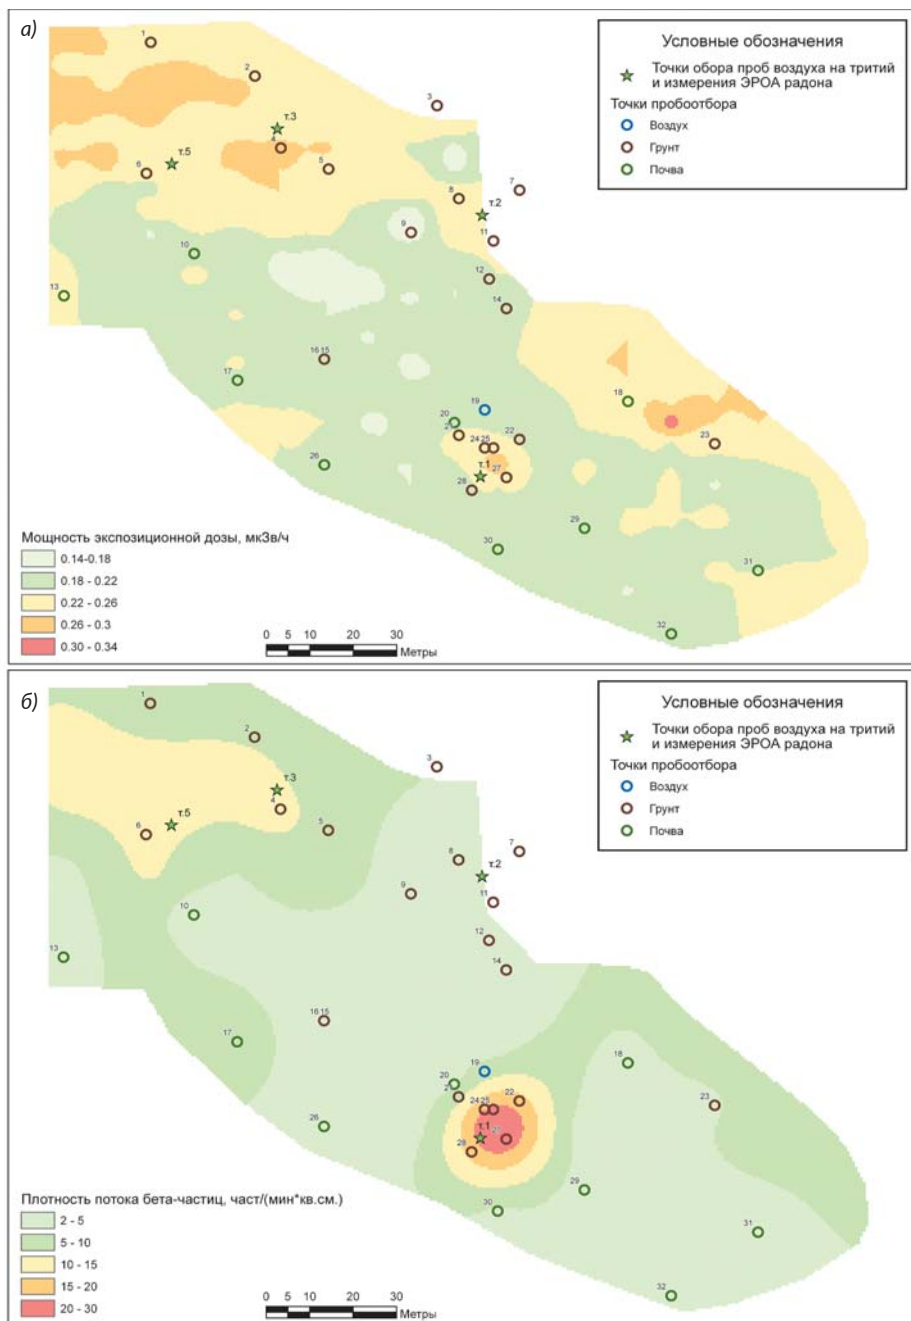 а)
Условные обозначения
Точки обора проб воздуха на тритий
и измерения ЭРОА радона
Точки пробоотбора
Воздух
Грунт
Почва
1
2
3
т.3
4
5
т.5
6
7
8
т.2
9
11
10
12
13
14
16 15
17
18
19
20
21
22
23
24 25
26
т.1
27
28
29
30
31
32
Мощность экспозиционной дозы, мкЗв/ч
0.14-0.18
0.18 - 0.22
0.22 - 0.26
0.26 - 0.3
0.30 - 0.34
0 5 10 20 30
Метры
б)
Условные обозначения
Точки обора проб воздуха на тритий
и измерения ЭРОА радона
Точки пробоотбора
Воздух
Грунт
Почва
1
2
3
т.3
4
5
т.5
6
7
8
т.2
9
11
10
12
13
14
16 15
17
18
19
20
21
22
23
24 25
26
т.1
28
29
30
31
32
Плотность потока бета-частиц, част/(мин*кв.см.)
2 - 5
5 - 10
10 - 15
15 - 20
20 - 30
0 5 10 20 30
Метры